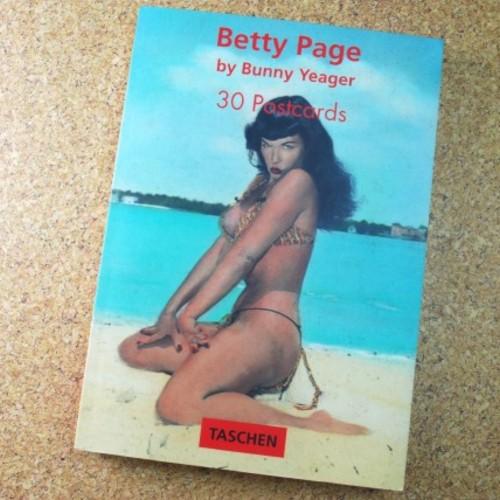 Betty Page
by Bunny Yeager
30 Postcards
TASCHEN